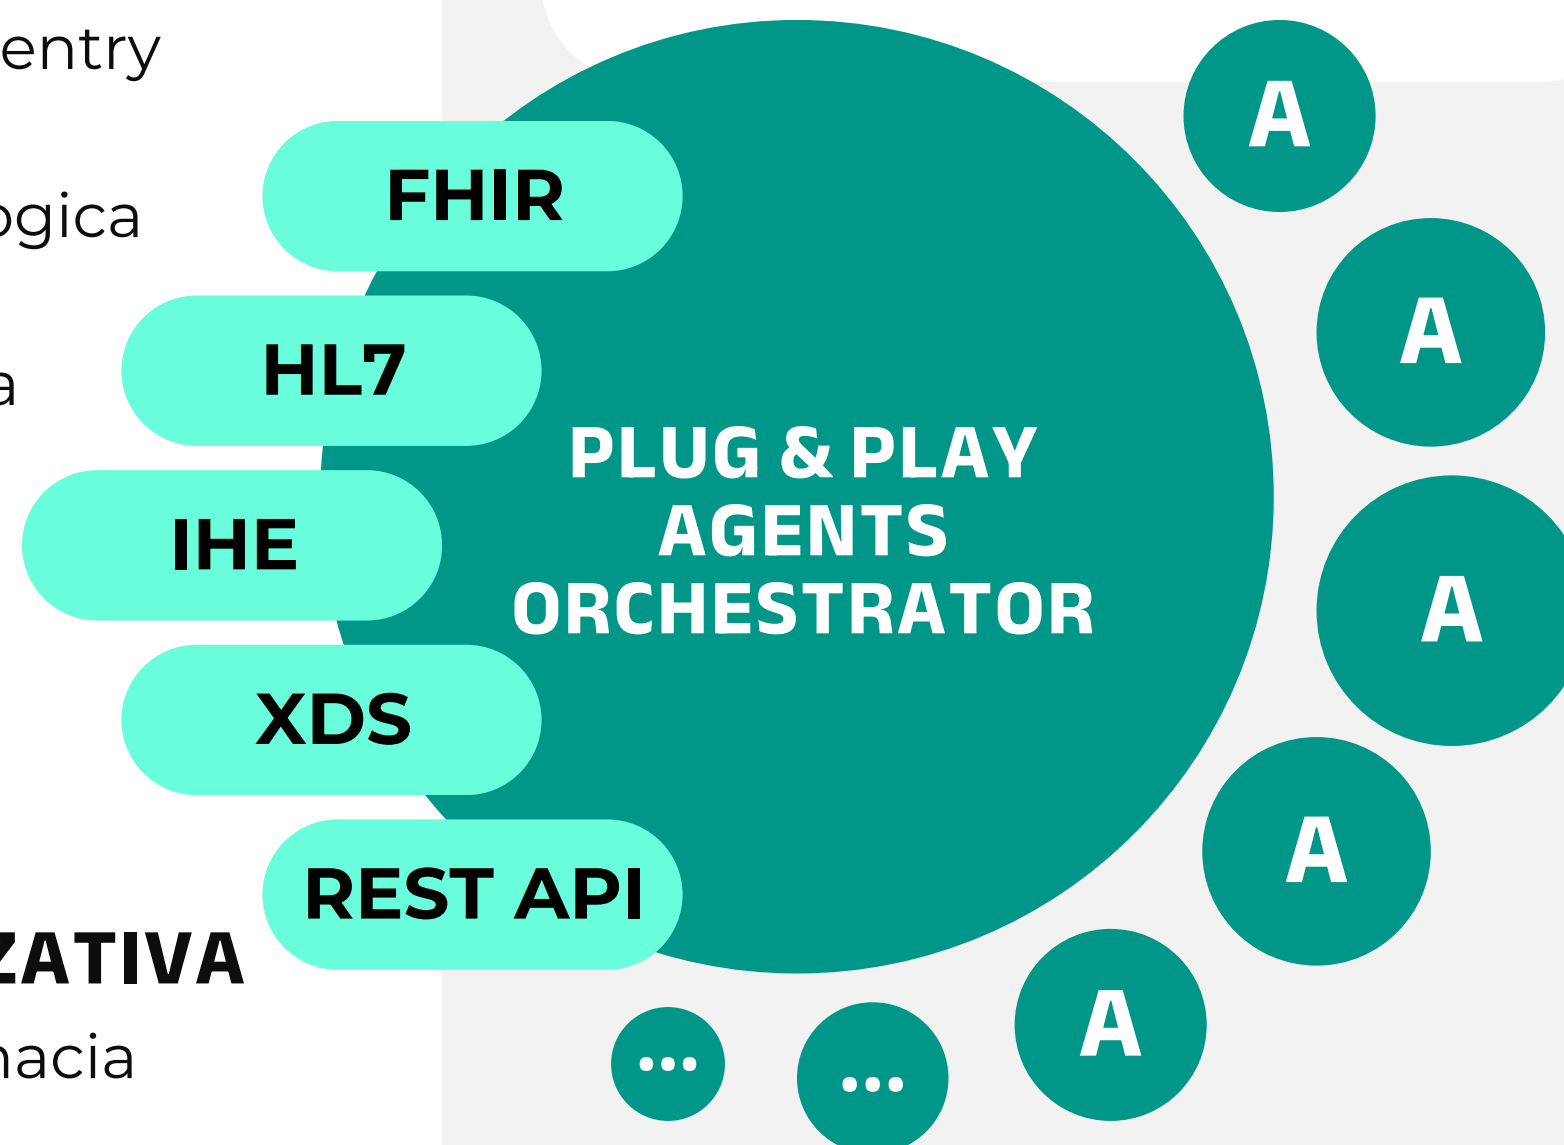 entry
ogica
a
ZATIVA
nacia
FHIR
HL7
IHE
XDS
REST API
PLUG & PLAY
AGENTS
ORCHESTRATOR
A
A
A
A
A
...
...